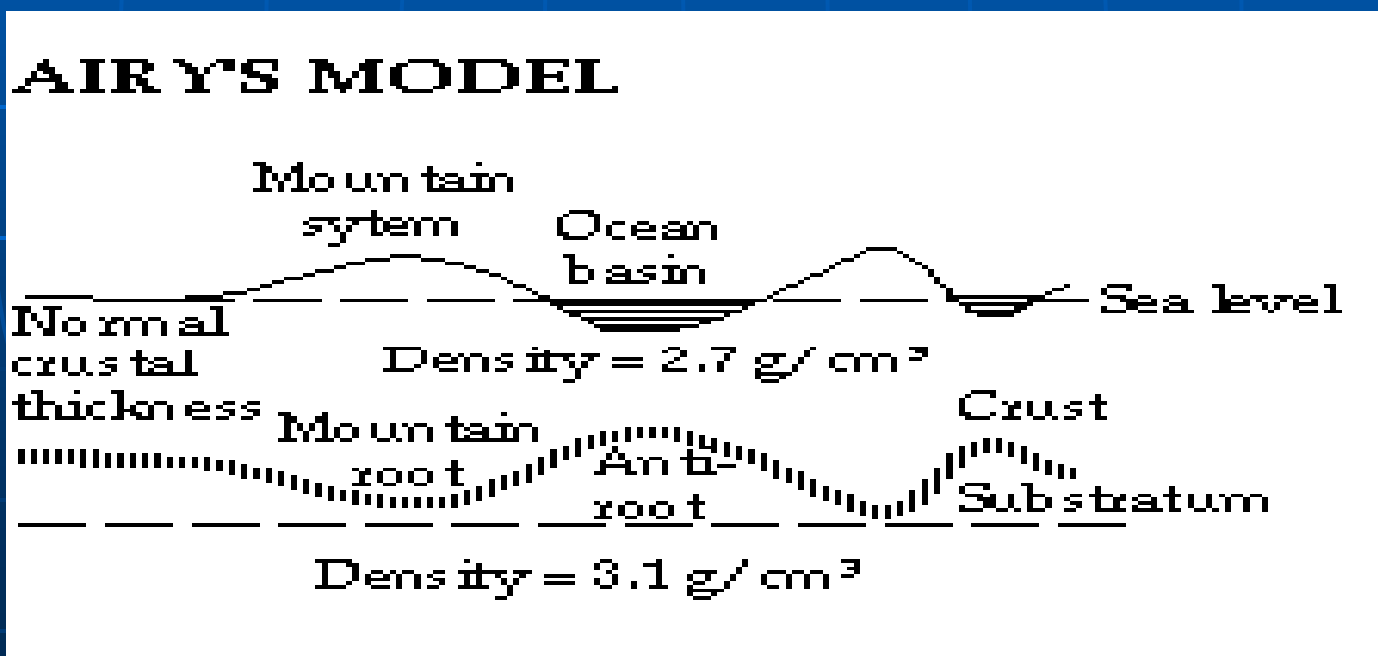 AIRY'S MODEL
Mountain
sytem
Ocean
basin
Sea level
Normal
crustal
thickness
Density = 2.7 g/cm³
Crust
Mountain
root
Anti-
root
Substratum
Density = 3.1 g/cm³